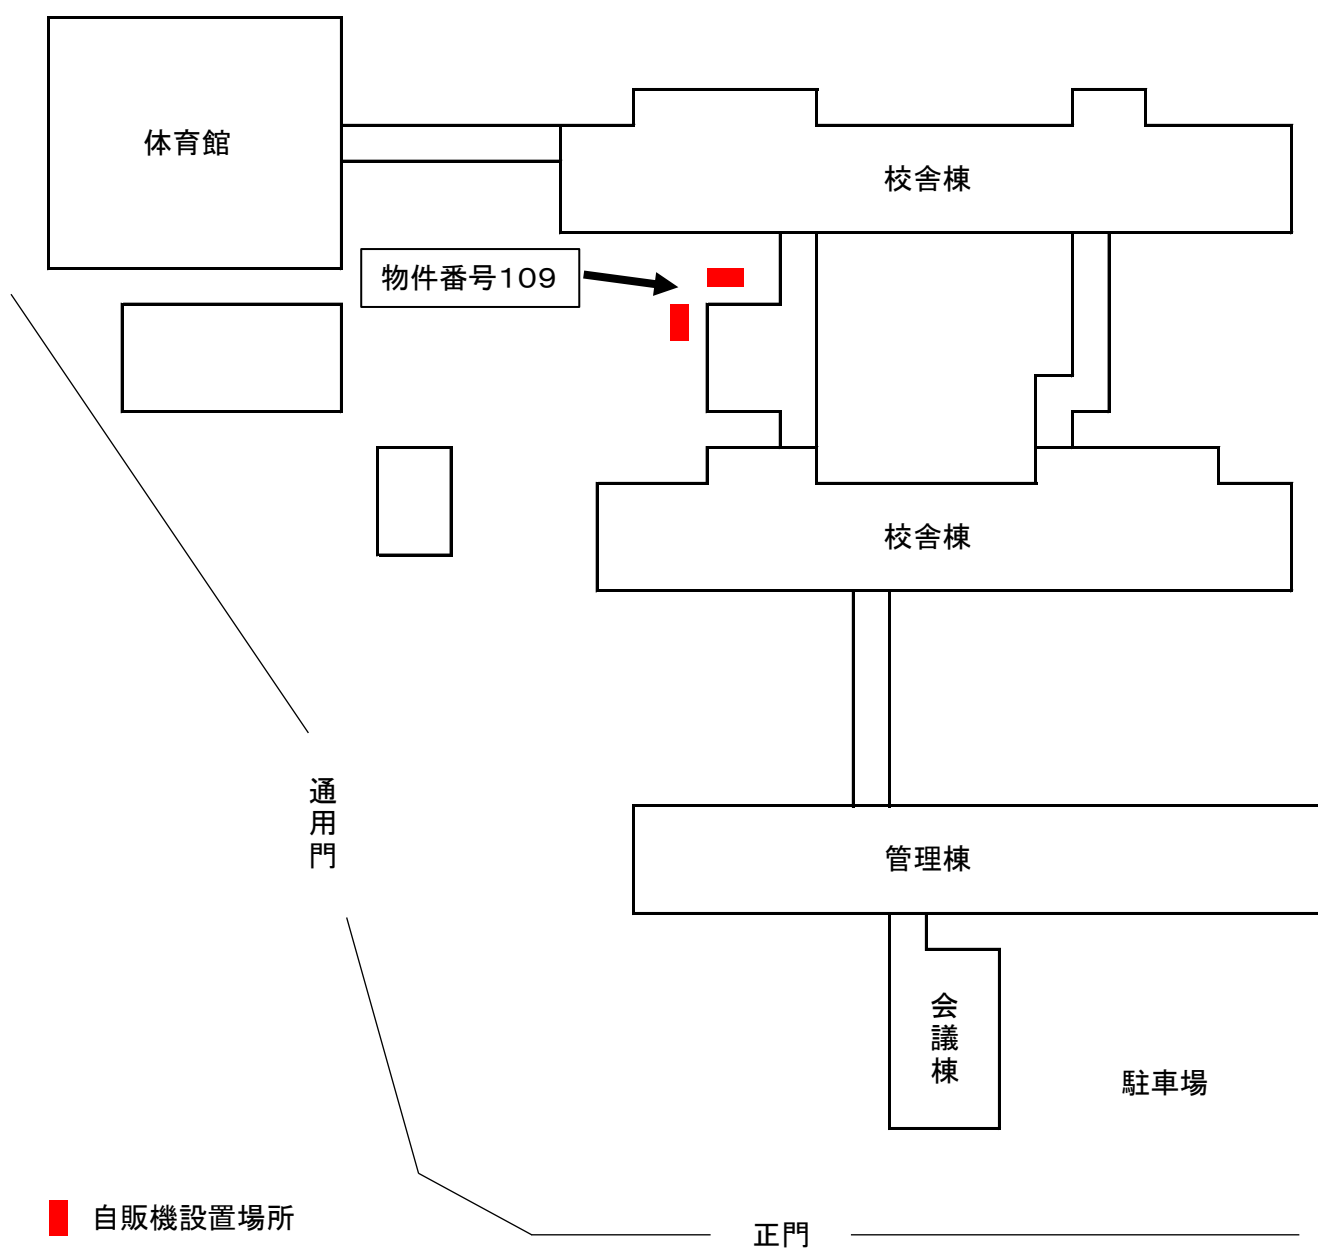 体育館
校舎棟
物件番号109
校舎棟
通用門
管理棟
会議棟
駐車場
自販機設置場所
正門